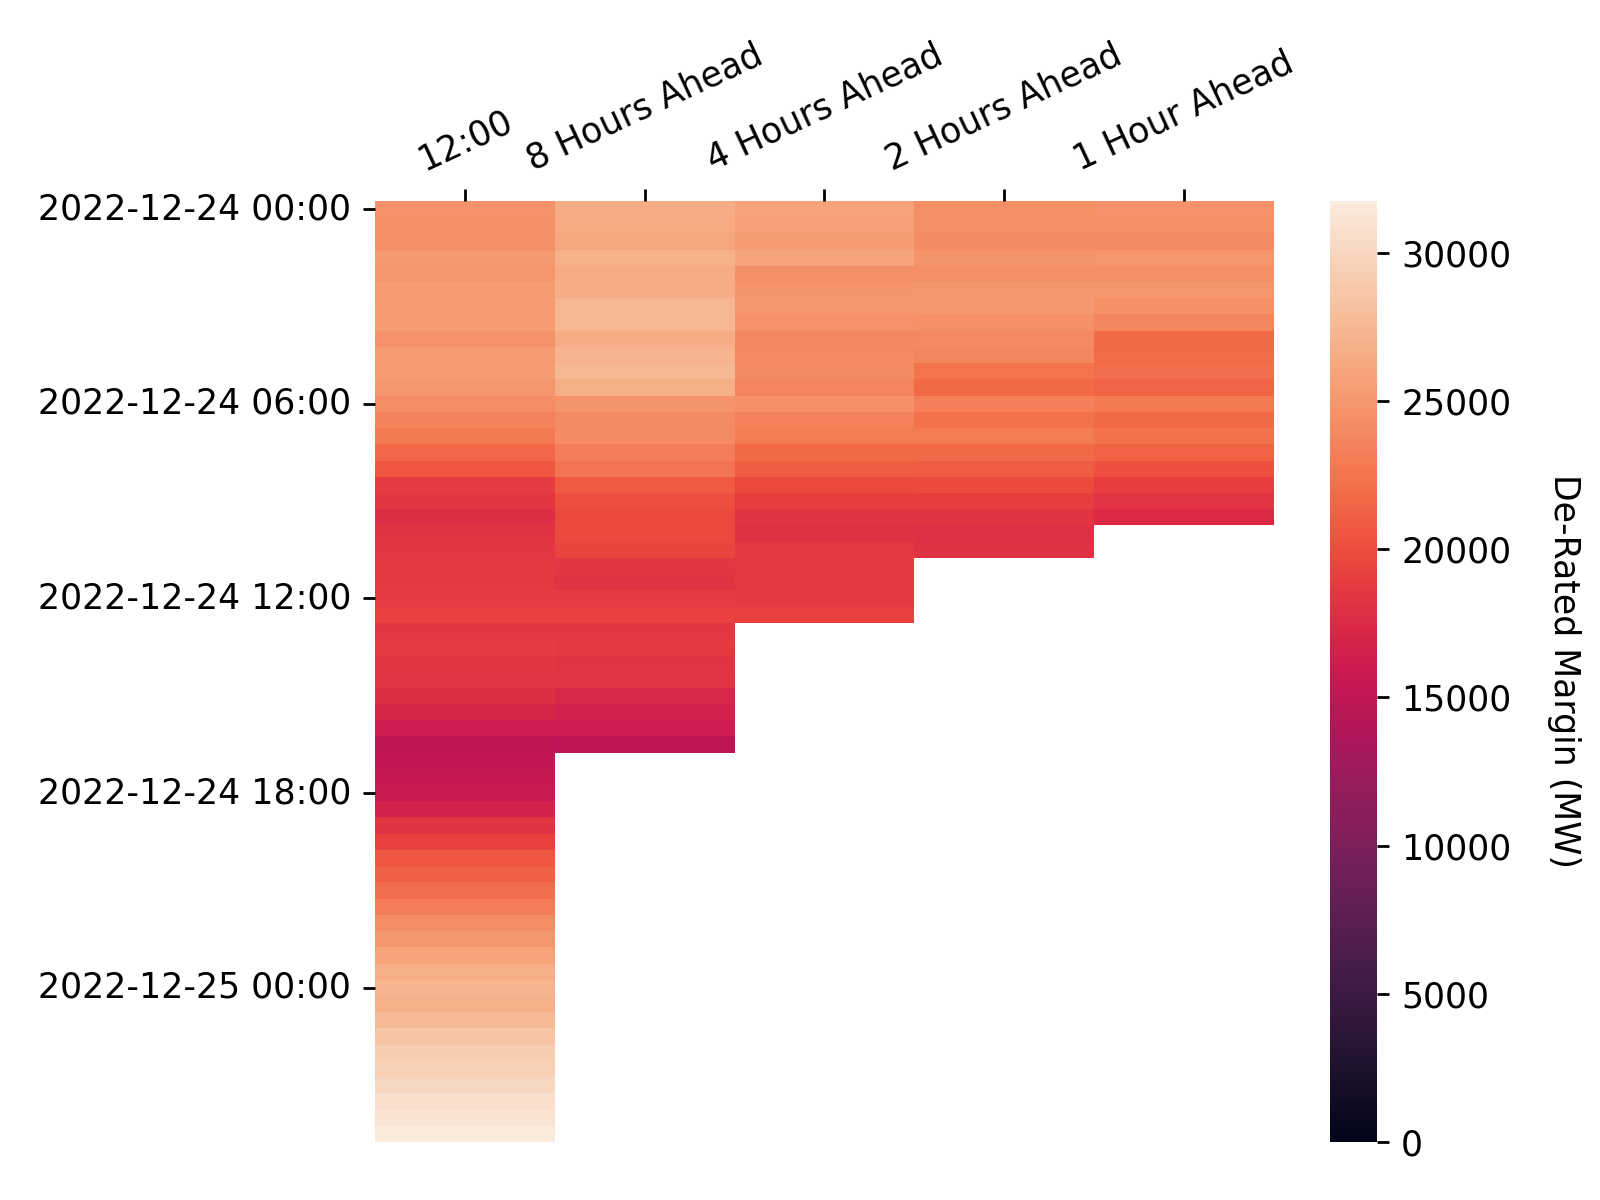 12:00
8 Hours Ahead
4 Hours Ahead
2 Hours Ahead
1 Hour Ahead
2022-12-24 00:00
2022-12-24 06:00
2022-12-24 12:00
2022-12-24 18:00
2022-12-25 00:00
30000
25000
20000
15000
10000
5000
0
De-Rated Margin (MW)